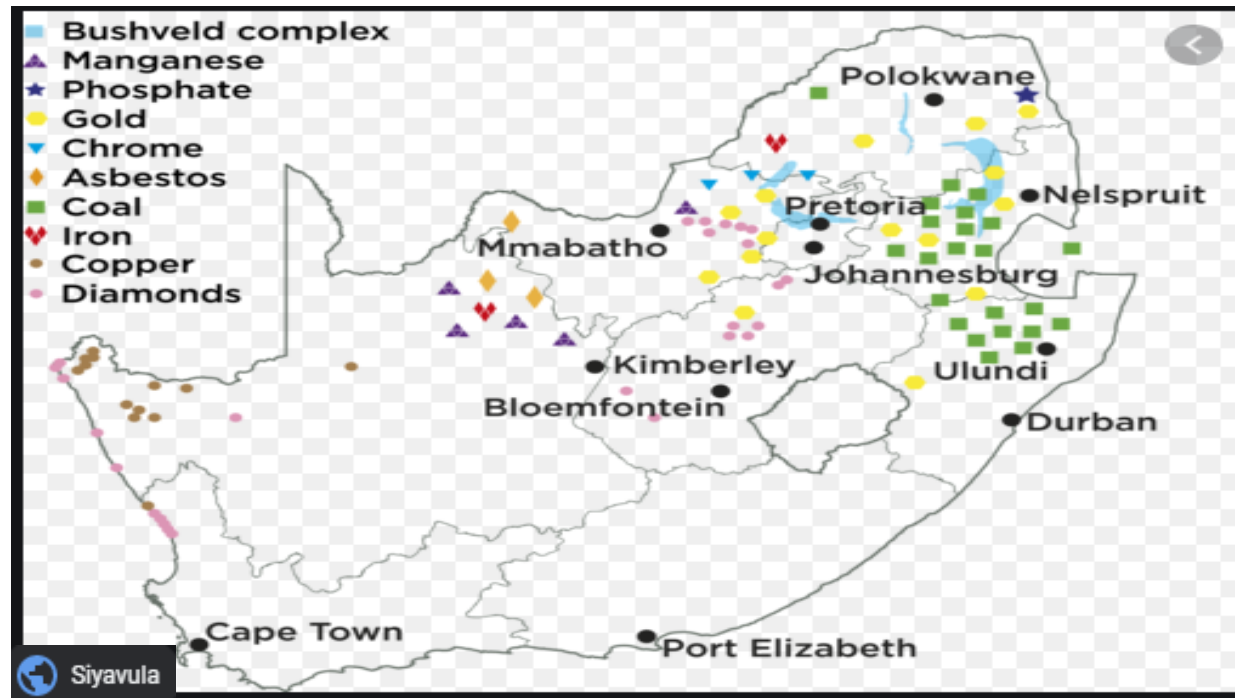 Bushveld complex
Manganese
Phosphate
Gold
Chrome
Asbestos
Coal
Iron
Copper
Diamonds
Polokwane
Nelspruit
Pretoria
Mmabatho
Johannesburg
Kimberley
Ulundi
Bloemfontein
Durban
Cape Town
Port Elizabeth
Siyavula